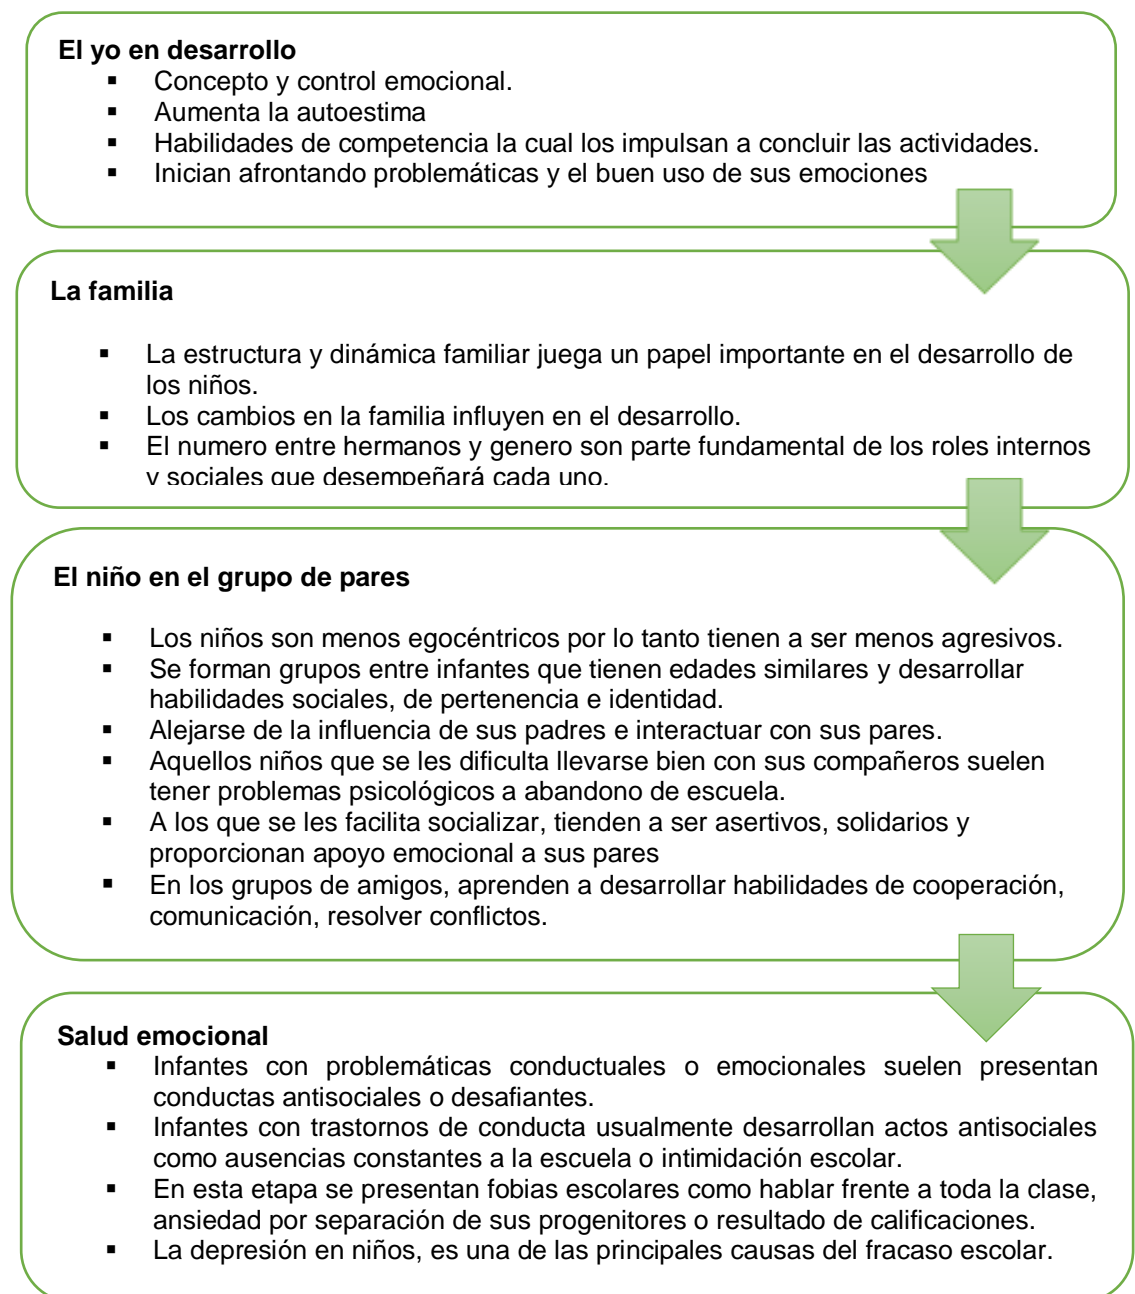 El yo en desarrollo
▪ Concepto y control emocional.
▪ Aumenta la autoestima
▪ Habilidades de competencia la cual los impulsan a concluir las actividades.
▪ Inician afrontando problemáticas y el buen uso de sus emociones
La familia
▪ La estructura y dinámica familiar juega un papel importante en el desarrollo de
los niños.
▪ Los cambios en la familia influyen en el desarrollo.
▪ El numero entre hermanos y genero son parte fundamental de los roles internos
y sociales que desempeñará cada uno.
El niño en el grupo de pares
▪ Los niños son menos egocéntricos por lo tanto tienen a ser menos agresivos.
▪ Se forman grupos entre infantes que tienen edades similares y desarrollar
habilidades sociales, de pertenencia e identidad.
▪ Alejarse de la influencia de sus padres e interactuar con sus pares.
▪ Aquellos niños que se les dificulta llevarse bien con sus compañeros suelen
tener problemas psicológicos a abandono de escuela.
▪ A los que se les facilita socializar, tienden a ser asertivos, solidarios y
proporcionan apoyo emocional a sus pares
▪ En los grupos de amigos, aprenden a desarrollar habilidades de cooperación,
comunicación, resolver conflictos.
Salud emocional
▪ Infantes con problemáticas conductuales o emocionales suelen presentan
conductas antisociales o desafiantes.
▪ Infantes con trastornos de conducta usualmente desarrollan actos antisociales
como ausencias constantes a la escuela o intimidación escolar.
▪ En esta etapa se presentan fobias escolares como hablar frente a toda la clase,
ansiedad por separación de sus progenitores o resultado de calificaciones.
▪ La depresión en niños, es una de las principales causas del fracaso escolar.